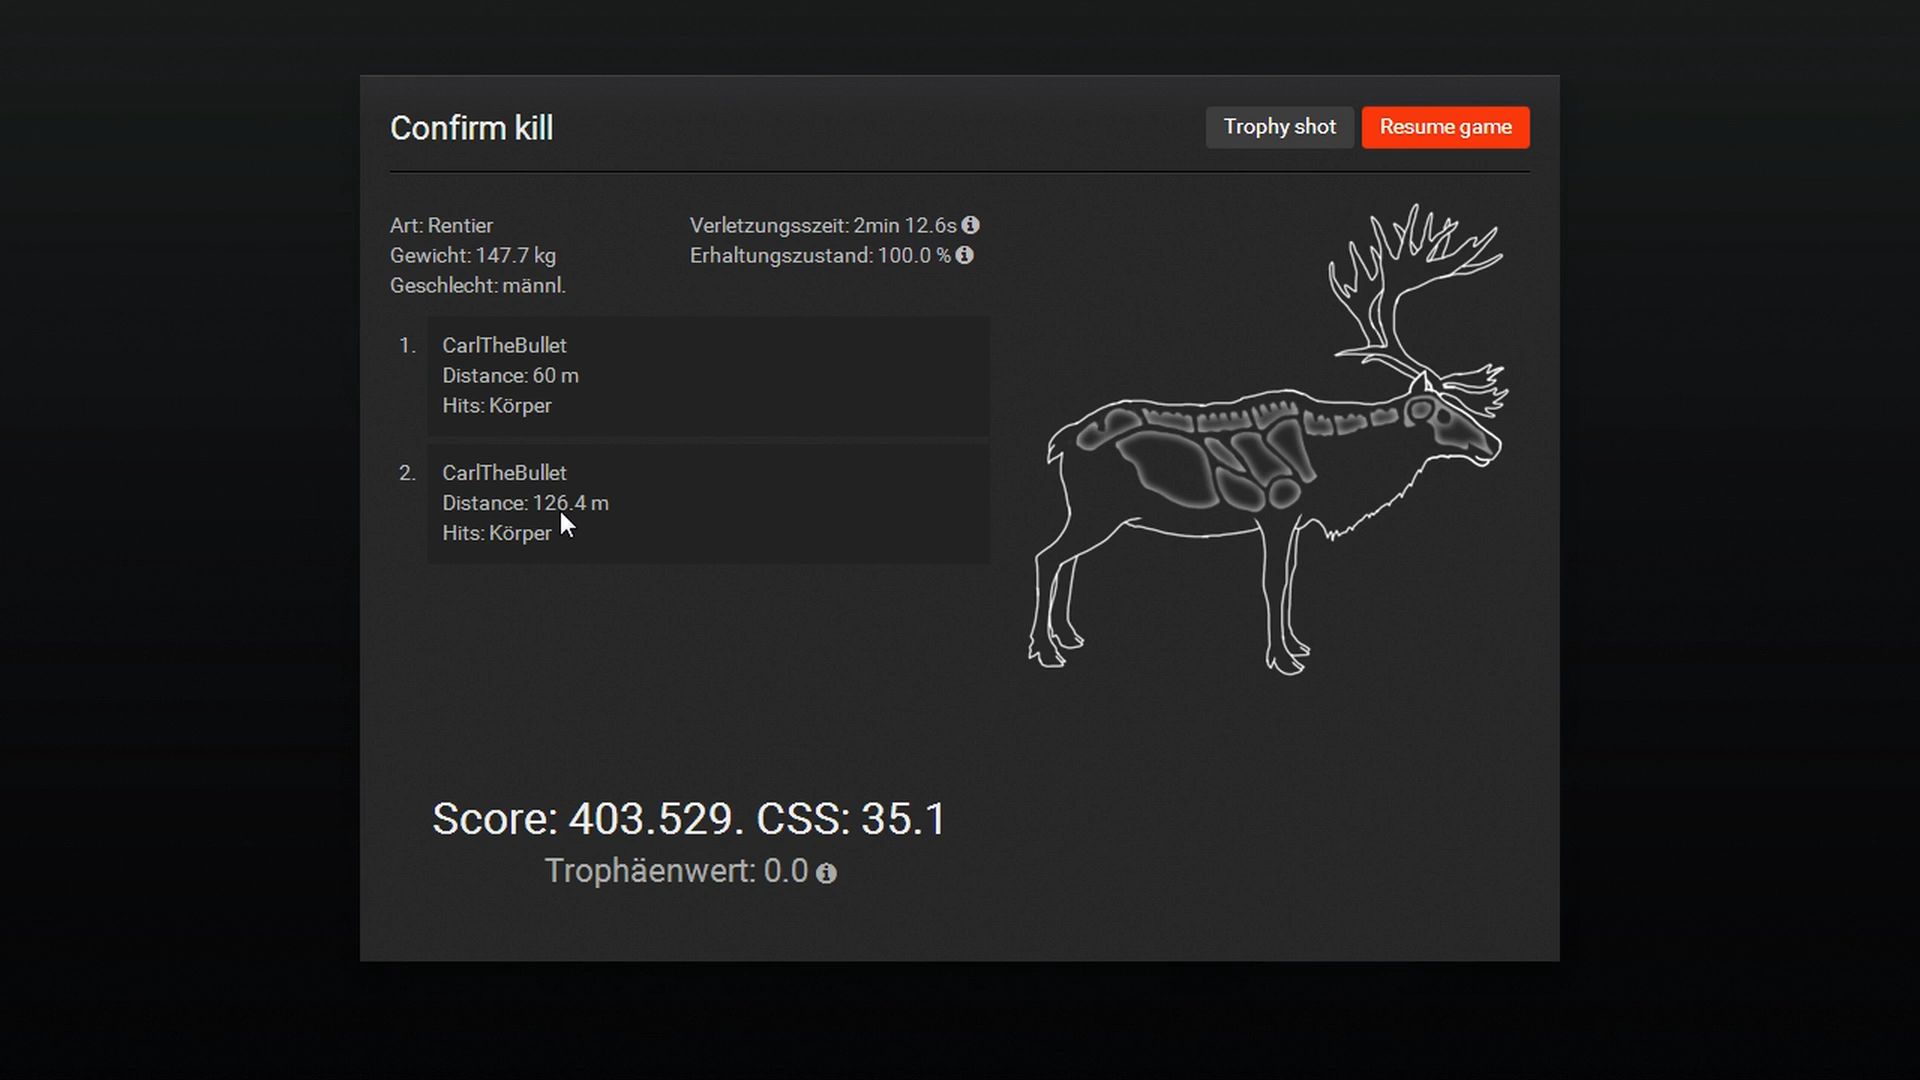 Confirm kill
Trophy shot
Resume game
Art: Rentier
Gewicht: 147.7 kg
Geschlecht: männl.
Verletzungsszeit: 2min 12.6s
Erhaltungszustand: 100.0 %
1.
CarlTheBullet
Distance: 60 m
Hits: Körper
2.
CarlTheBullet
Distance: 126.4 m
Hits: Körper
Score: 403.529. CSS: 35.1
Trophäenwert: 0.0